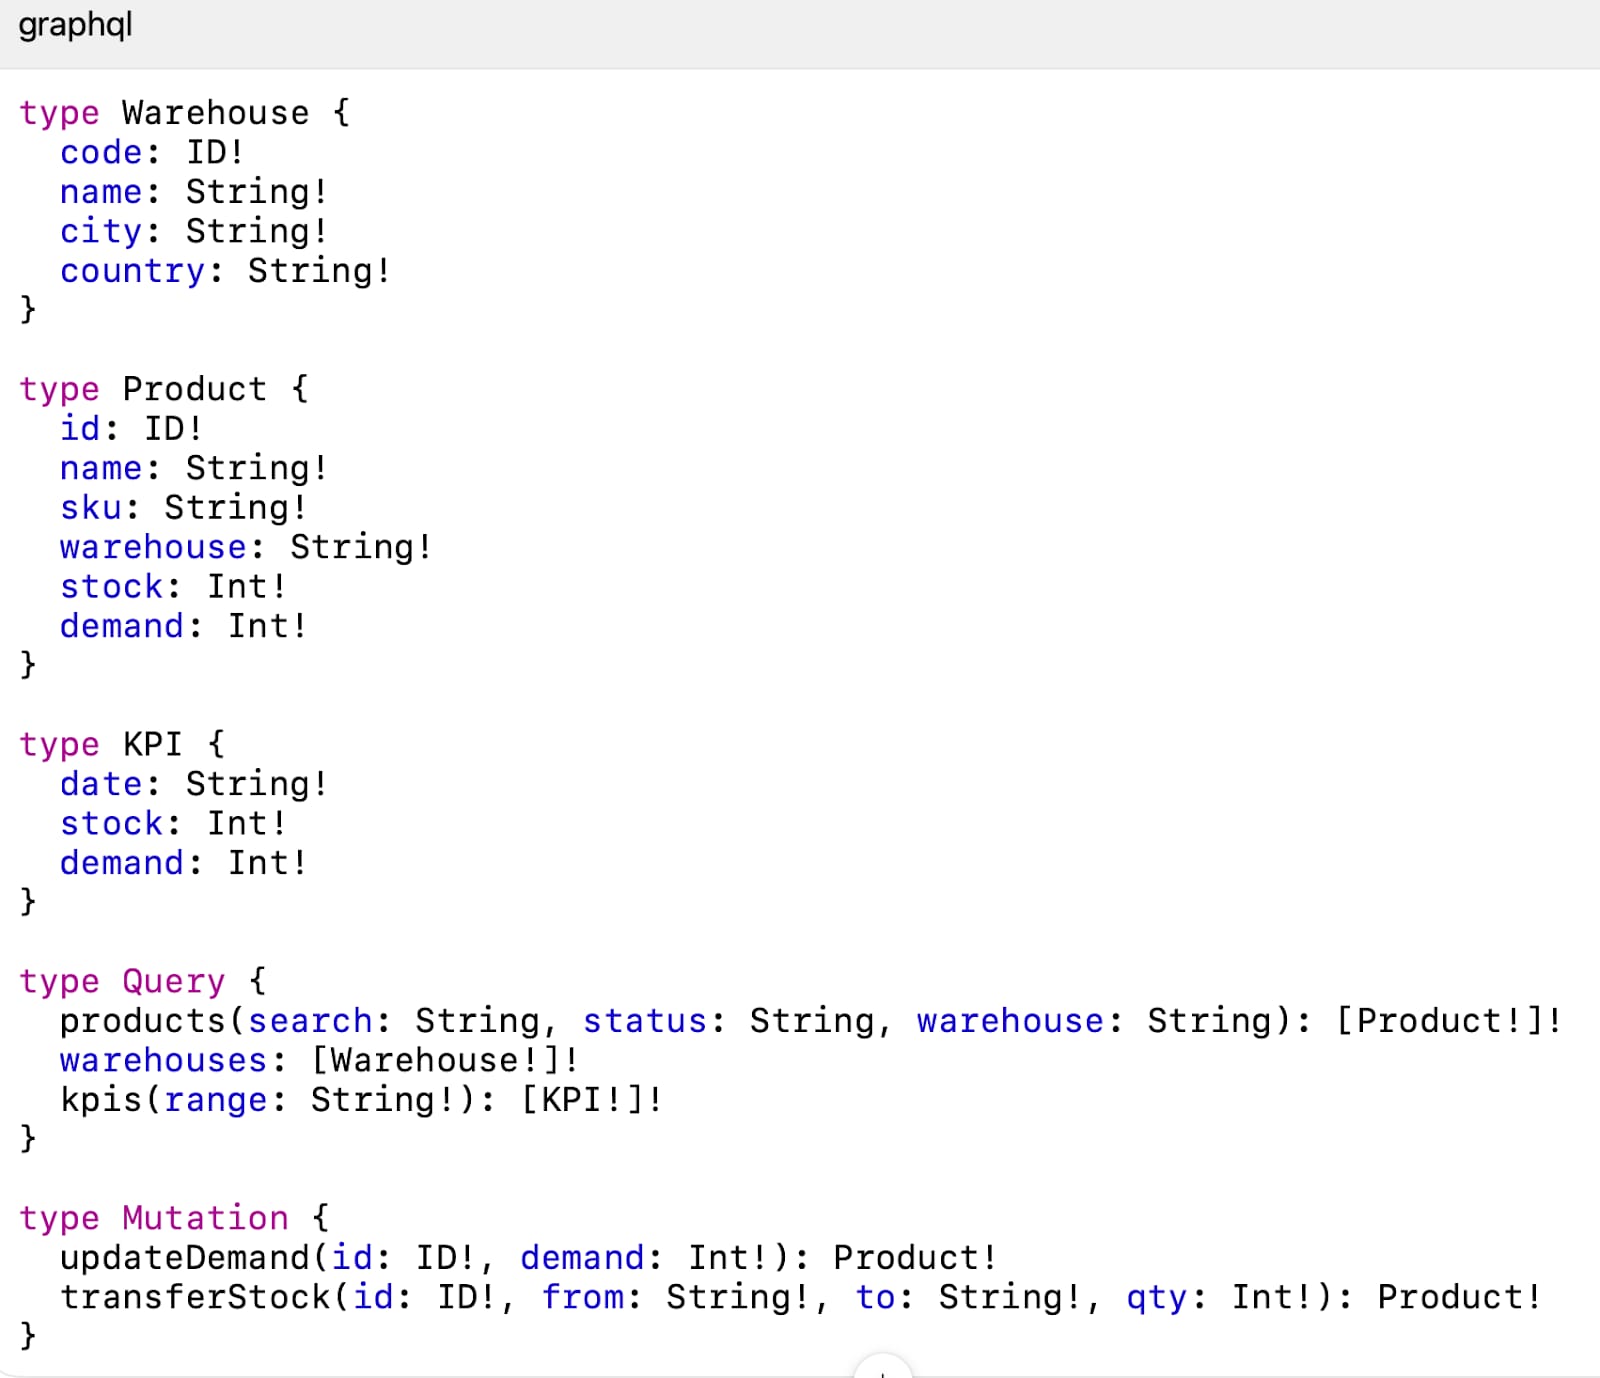 graphql
type Warehouse {
  code: ID!
  name: String!
  city: String!
  country: String!
}
type Product {
  id: ID!
  name: String!
  sku: String!
  warehouse: String!
  stock: Int!
  demand: Int!
}
type KPI {
  date: String!
  stock: Int!
  demand: Int!
}
type Query {
  products(search: String, status: String, warehouse: String): [Product!]!
  warehouses: [Warehouse!]!
  kpis(range: String!): [KPI!]!
}
type Mutation {
  updateDemand(id: ID!, demand: Int!): Product!
  transferStock(id: ID!, from: String!, to: String!, qty: Int!): Product!
}